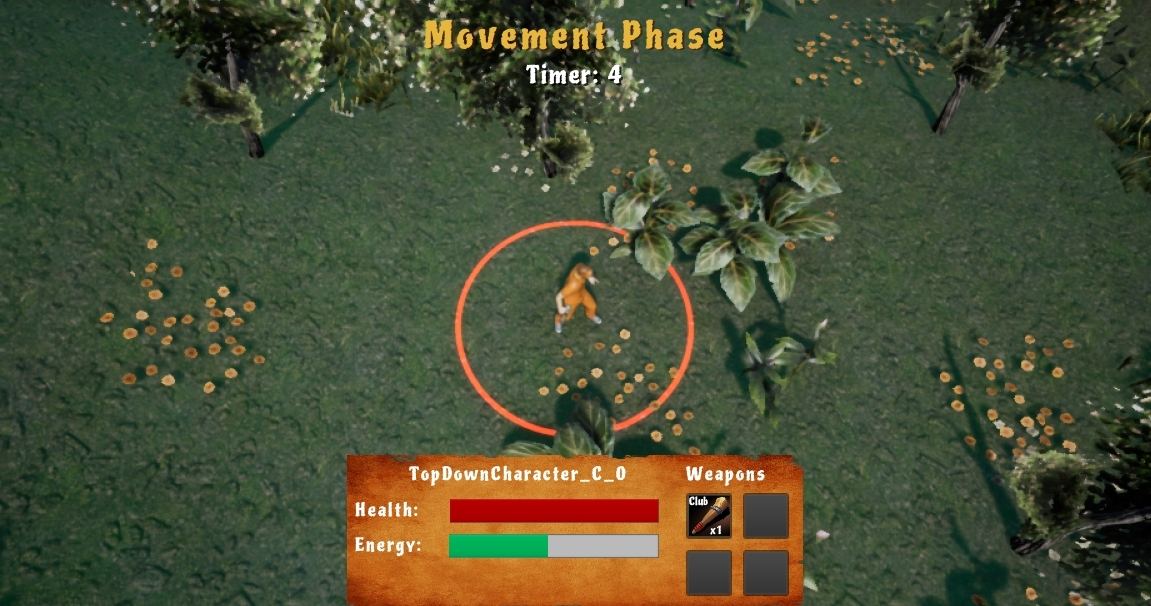 Movement Phase
Timer: 4
TopDownCharacter_C_0
Weapons
Health:
Club
x1
Energy: